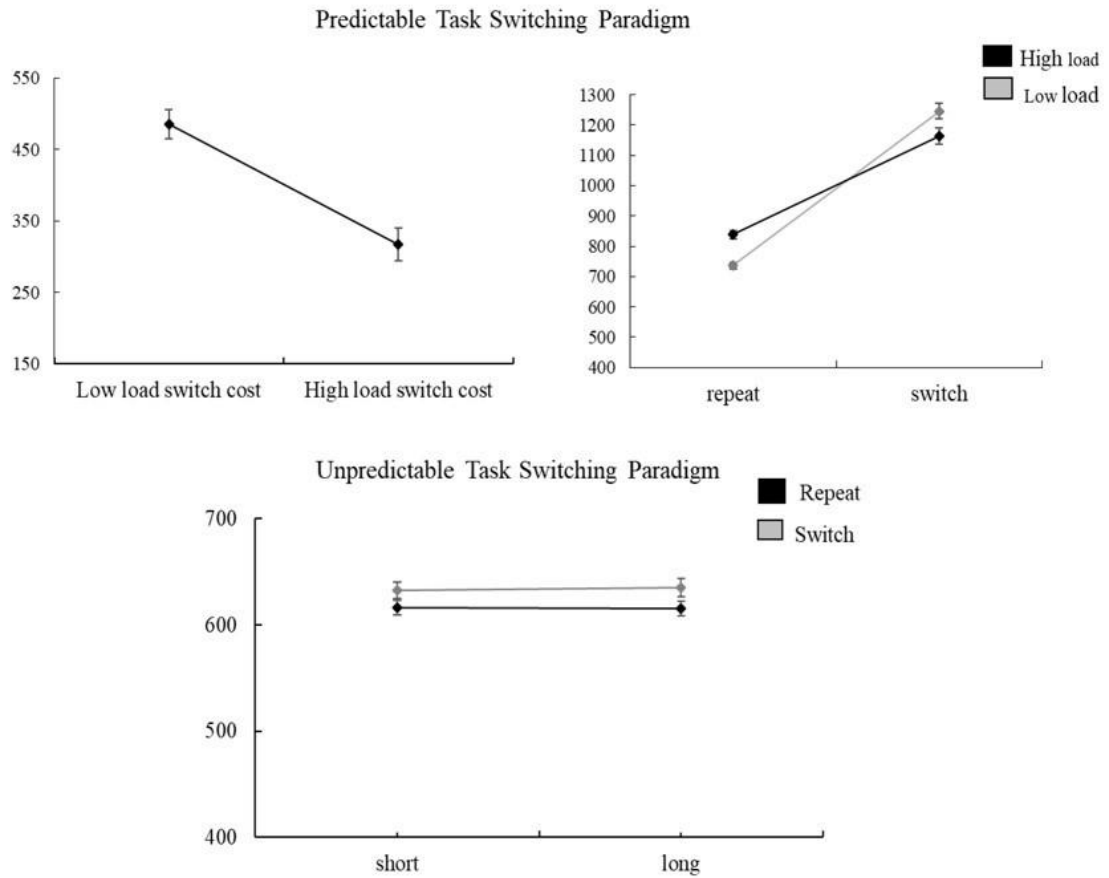 Predictable Task Switching Paradigm
High load
Low load
550
450
350
250
150
Low load switch cost
High load switch cost
1300
1200
1100
1000
900
800
700
600
500
400
repeat
switch
Unpredictable Task Switching Paradigm
Repeat
Switch
700
600
500
400
short
long